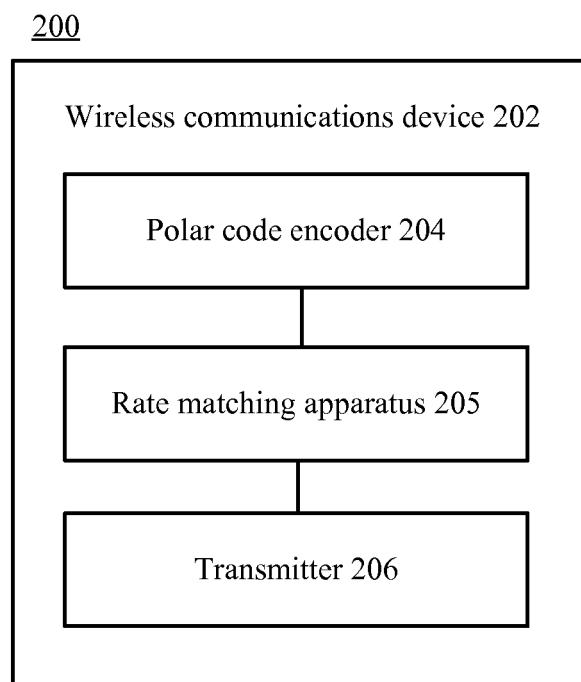 200
Wireless communications device 202
Polar code encoder 204
Rate matching apparatus 205
Transmitter 206